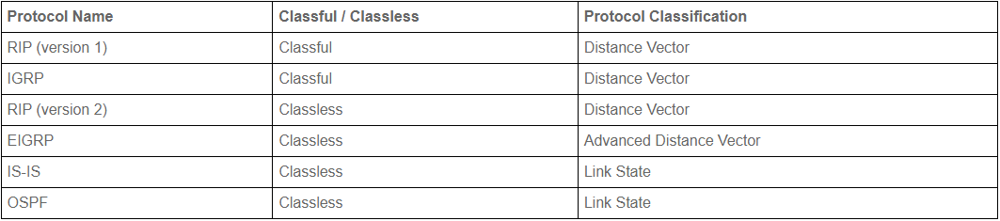 Protocol Name Classful / Classless Protocol Classification
RIP (version 1) Classful Distance Vector
IGRP Classful Distance Vector
RIP (version 2) Classless Distance Vector
EIGRP Classless Advanced Distance Vector
IS-IS Classless Link State
OSPF Classless Link State